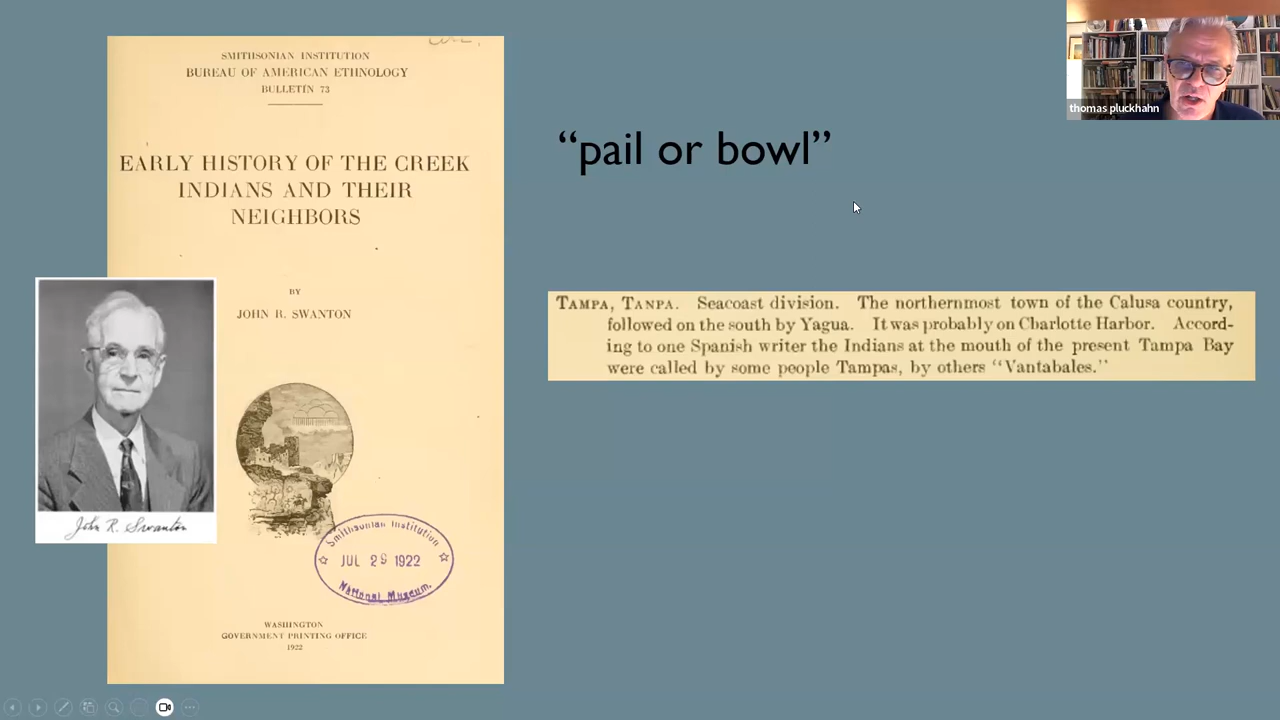 SMITHSONIAN INSTITUTION
BUREAU OF AMERICAN ETHNOLOGY
BULLETIN 73
EARLY HISTORY OF THE CREEK
INDIANS AND THEIR
NEIGHBORS
BY
JOHN R. SWANTON
Smithsonian Institution
JUL 29 1922
National Museum.
WASHINGTON
GOVERNMENT PRINTING OFFICE
1922
John R. Swanton
“pail or bowl”
TAMPA, TANPA. Seacoast division. The northernmost town of the Calusa country,
followed on the south by Yagua. It was probably on Charlotte Harbor. Accord-
ing to one Spanish writer the Indians at the mouth of the present Tampa Bay
were called by some people Tampas, by others “Vantabales.”
thomas pluckhahn